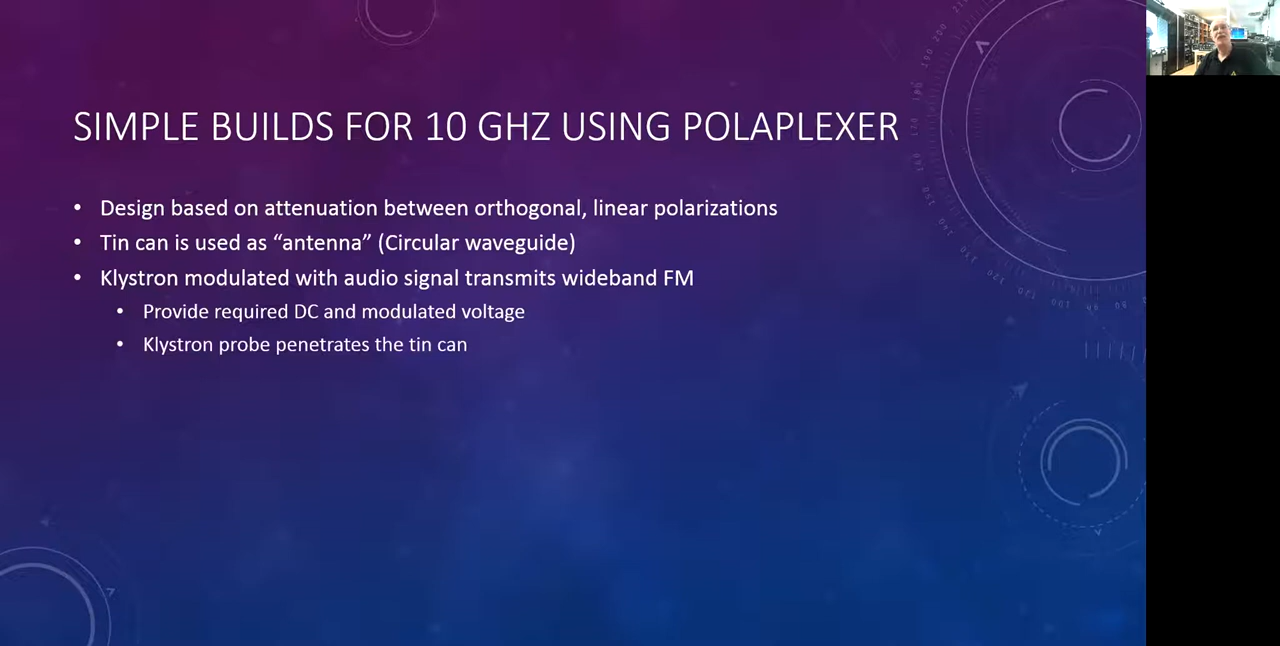 SIMPLE BUILDS FOR 10 GHZ USING POLAPLEXER
• Design based on attenuation between orthogonal, linear polarizations
• Tin can is used as “antenna” (Circular waveguide)
• Klystron modulated with audio signal transmits wideband FM
• Provide required DC and modulated voltage
• Klystron probe penetrates the tin can